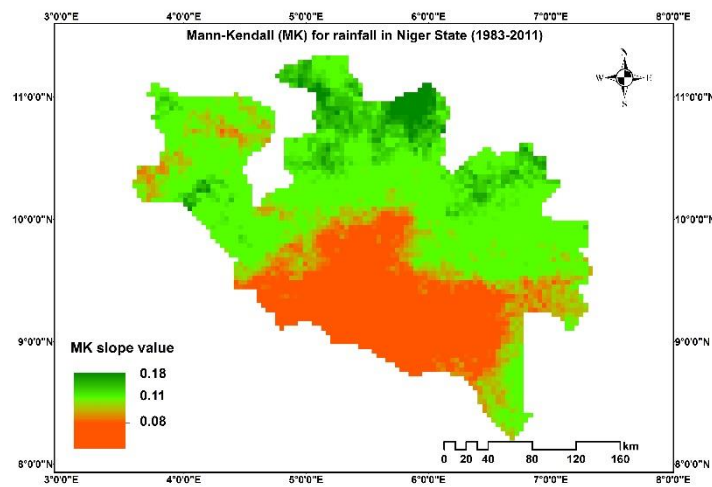 3°0'0"E 4°0'0"E 5°0'0"E 6°0'0"E 7°0'0"E 8°0'0"E
Mann-Kendall (MK) for rainfall in Niger State (1983-2011)
N
W E
S
11°0'0"N 11°0'0"N
10°0'0"N 10°0'0"N
9°0'0"N 9°0'0"N
MK slope value
0.18
0.11
0.08
km
0 20 40 80 120 160
8°0'0"N 8°0'0"N
3°0'0"E 4°0'0"E 5°0'0"E 6°0'0"E 7°0'0"E 8°0'0"E